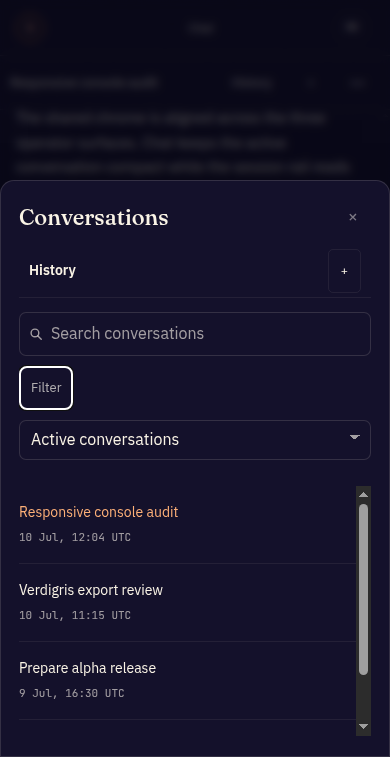 Conversations
×
History
+
Search conversations
Filter
Active conversations
Responsive console audit
10 Jul, 12:04 UTC
Verdigris export review
10 Jul, 11:15 UTC
Prepare alpha release
9 Jul, 16:30 UTC